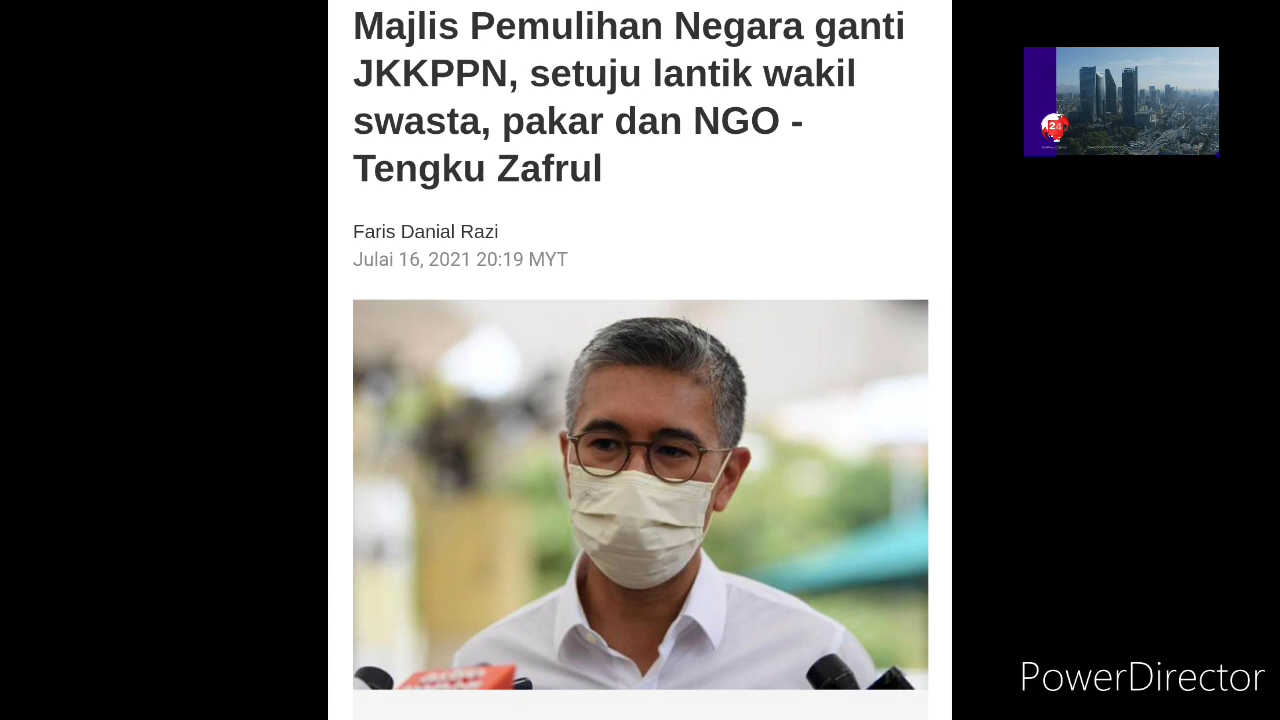 Majlis Pemulihan Negara ganti
JKKPPN, setuju lantik wakil
swasta, pakar dan NGO -
Tengku Zafrul
Faris Danial Razi
Julai 16, 2021 20:19 MYT
24
PowerDirector